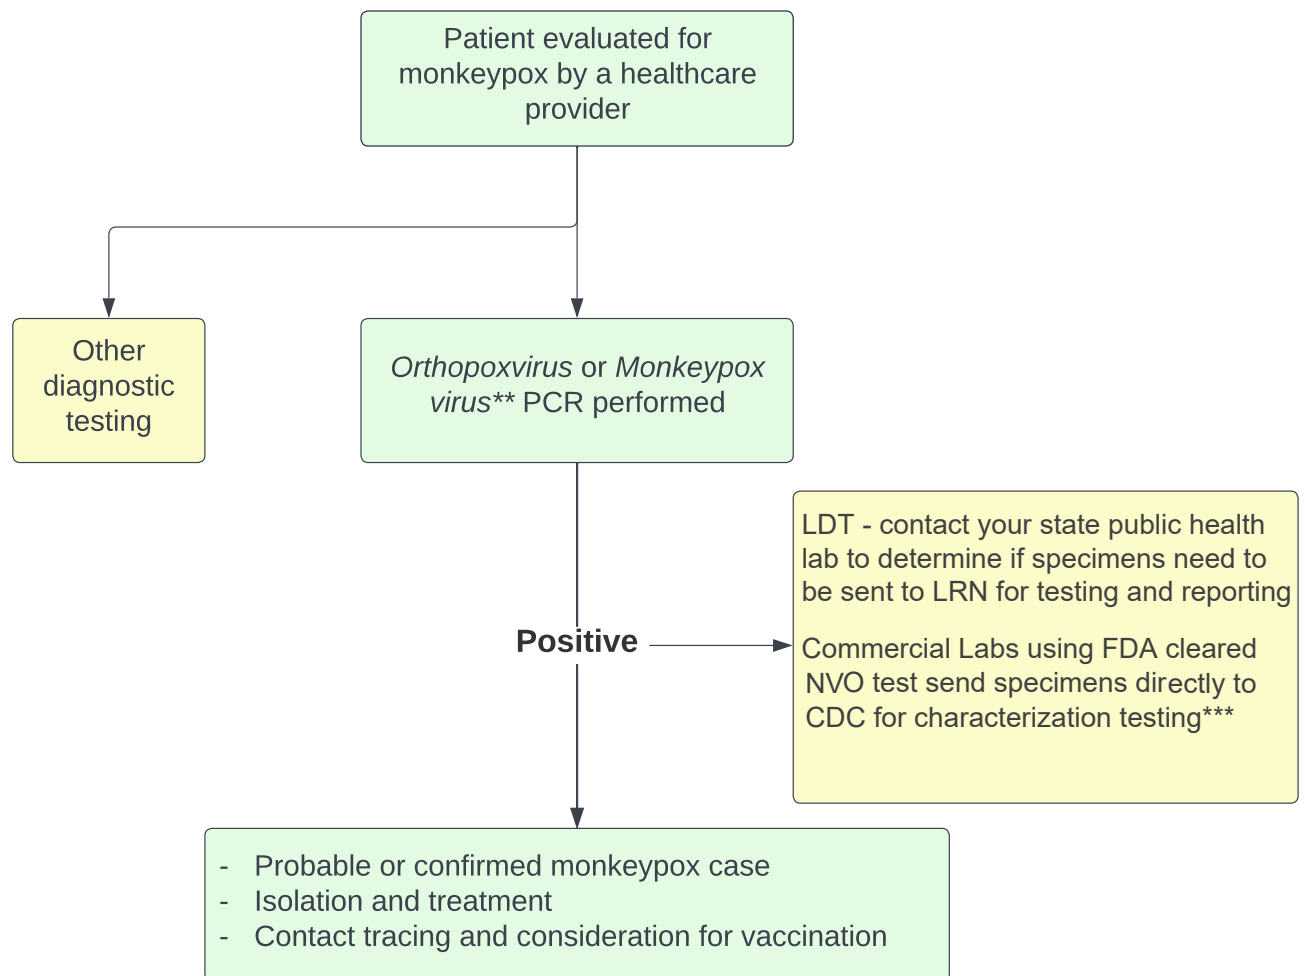 Patient evaluated for
monkeypox by a healthcare
provider
Other
diagnostic
testing
Orthopoxvirus or Monkeypox
virus** PCR performed
LDT - contact your state public health
lab to determine if specimens need to
be sent to LRN for testing and reporting
Positive
Commercial Labs using FDA cleared
NVO test send specimens directly to
CDC for characterization testing***
- Probable or confirmed monkeypox case
- Isolation and treatment
- Contact tracing and consideration for vaccination